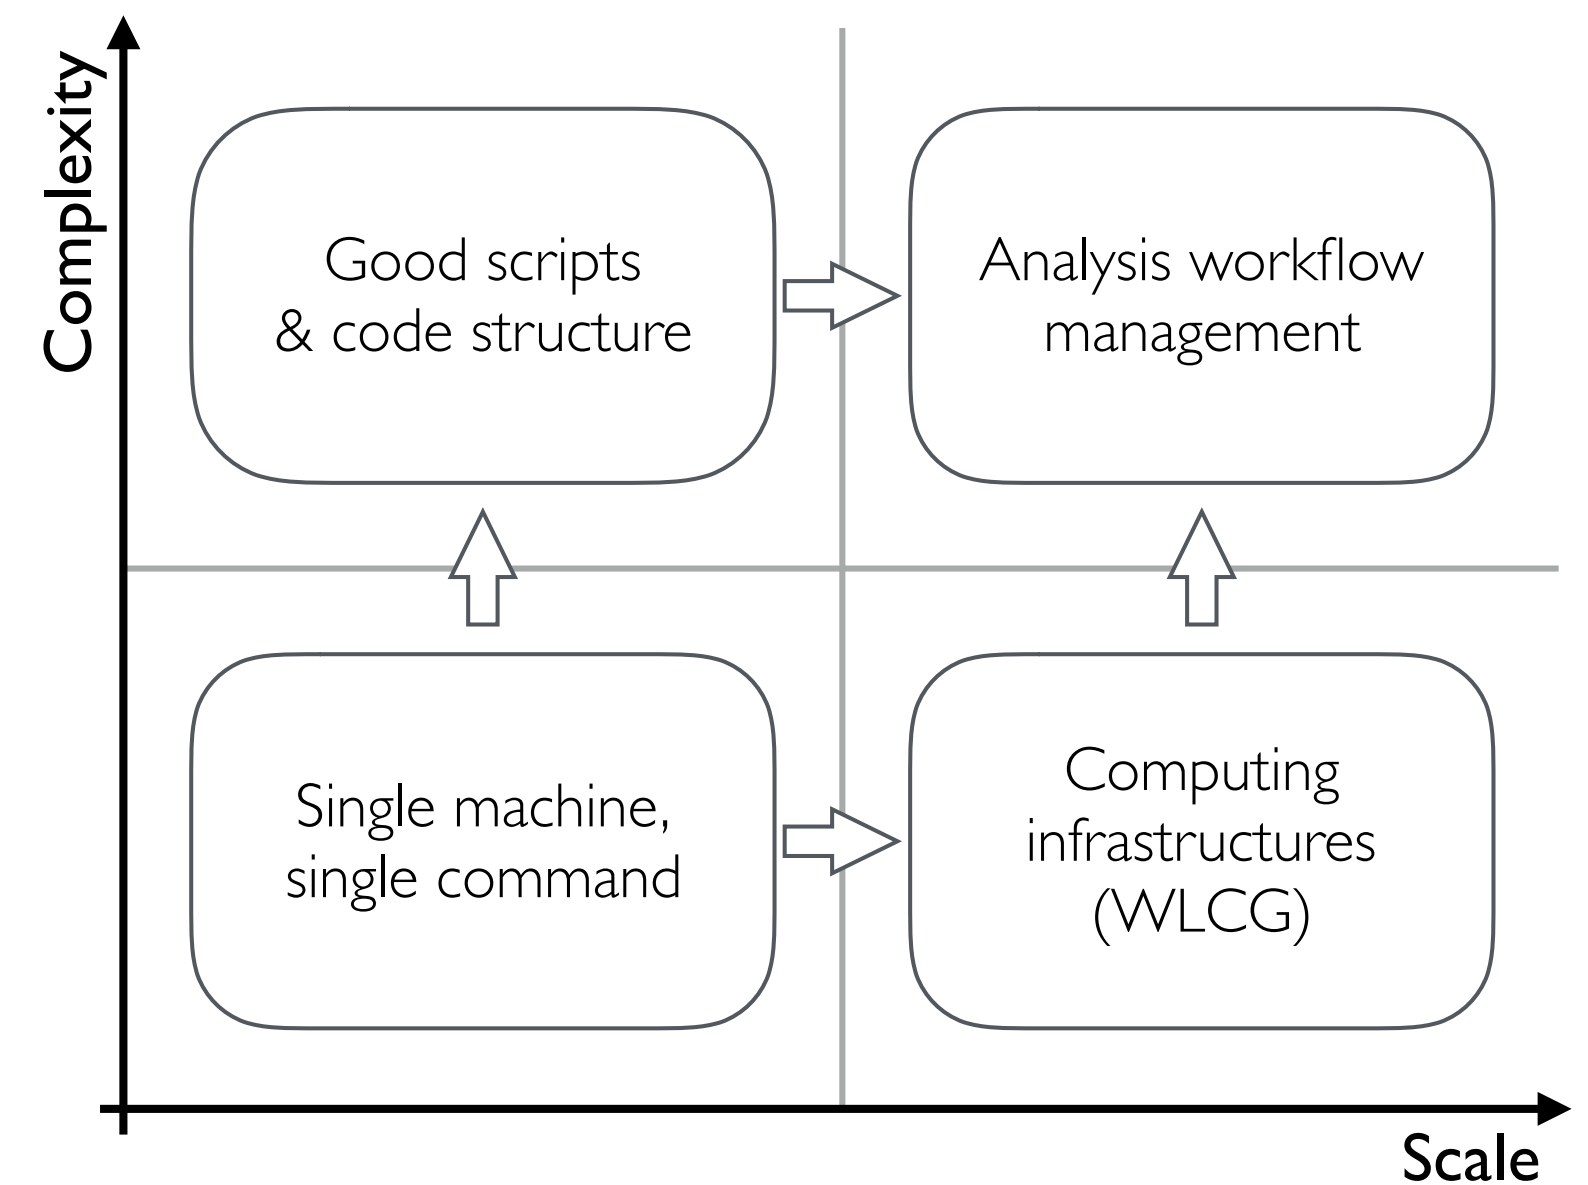 Complexity
Good scripts
& code structure
Analysis workflow
management
Single machine,
single command
Computing
infrastructures
(WLCG)
Scale